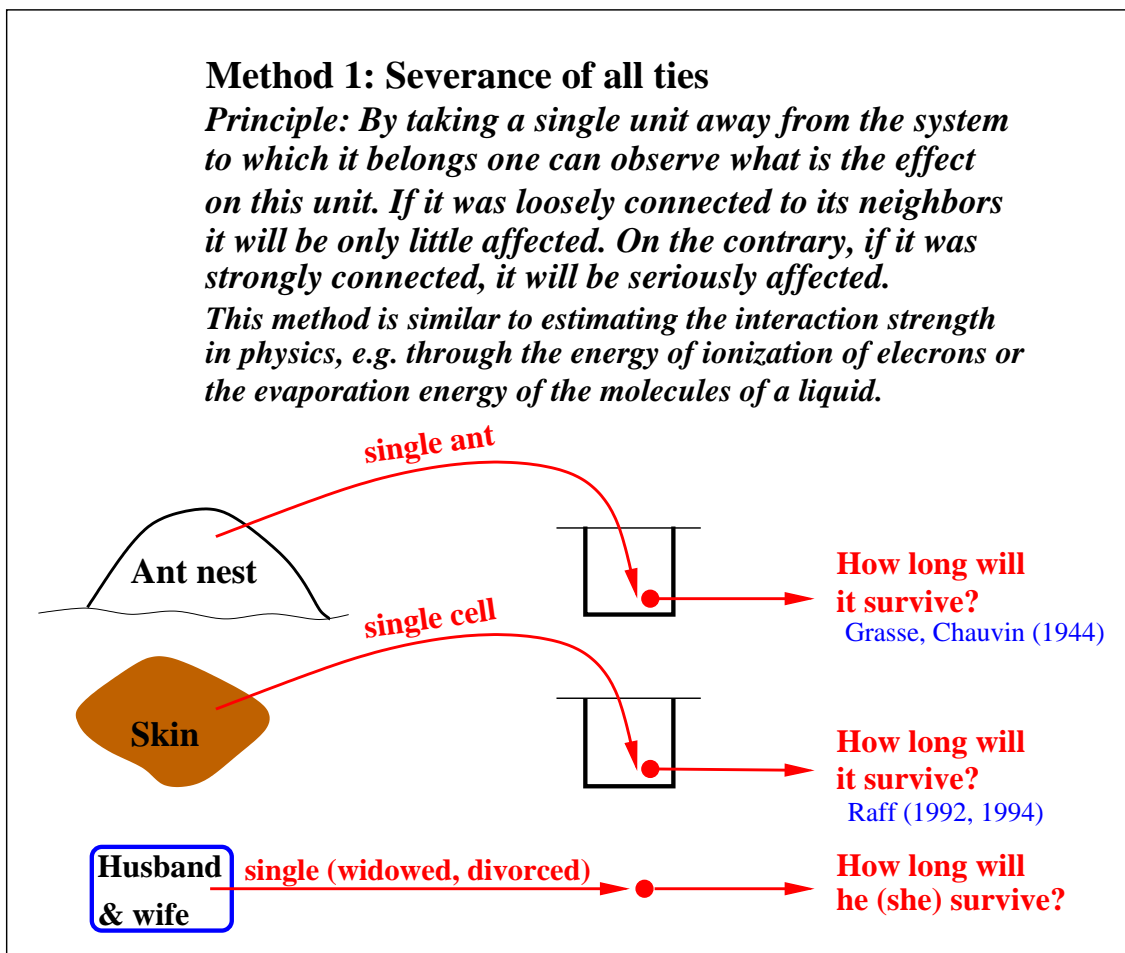 Method 1: Severance of all ties
Principle: By taking a single unit away from the system
to which it belongs one can observe what is the effect
on this unit. If it was loosely connected to its neighbors
it will be only little affected. On the contrary, if it was
strongly connected, it will be seriously affected.
This method is similar to estimating the interaction strength
in physics, e.g. through the energy of ionization of elecrons or
the evaporation energy of the molecules of a liquid.
single ant
Ant nest
How long will
it survive?
Grasse, Chauvin (1944)
single cell
Skin
How long will
it survive?
Raff (1992, 1994)
Husband
& wife
single (widowed, divorced)
How long will
he (she) survive?